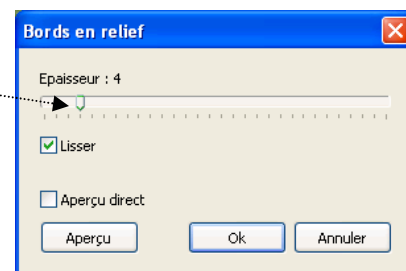 Bords en relief
Epaisseur : 4
Lisser
Aperçu direct
Aperçu
Ok
Annuler